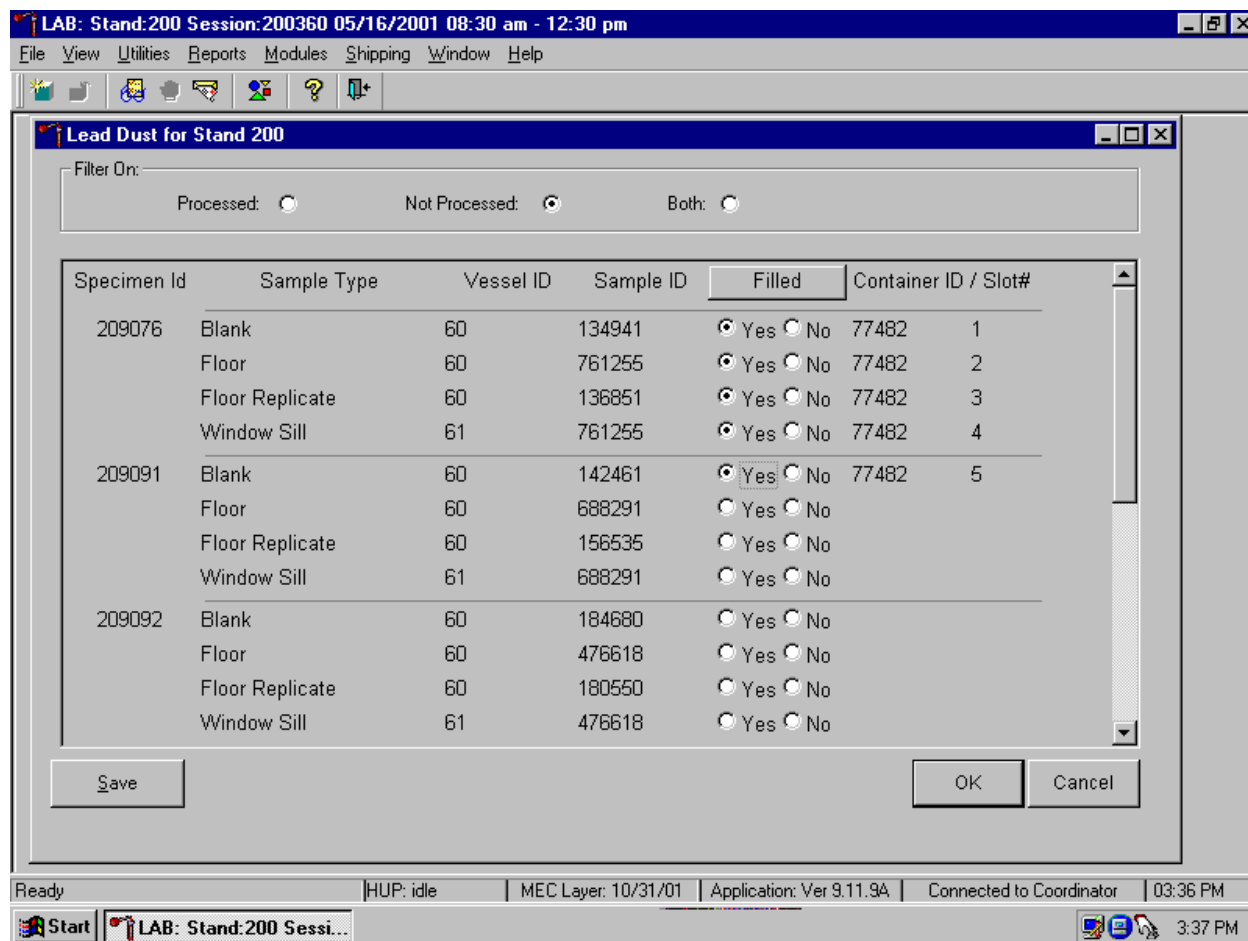 LAB: Stand:200 Session:200360 05/16/2001 08:30 am - 12:30 pm
File View Utilities Reports Modules Shipping Window Help
Lead Dust for Stand 200
Filter On:
Processed: Not Processed: Both:
Specimen Id Sample Type Vessel ID Sample ID Filled Container ID / Slot#
209076 Blank 60 134941 Yes No 77482 1
Floor 60 761255 Yes No 77482 2
Floor Replicate 60 136851 Yes No 77482 3
Window Sill 61 761255 Yes No 77482 4
209091 Blank 60 142461 Yes No 77482 5
Floor 60 688291 Yes No
Floor Replicate 60 156535 Yes No
Window Sill 61 688291 Yes No
209092 Blank 60 184680 Yes No
Floor 60 476618 Yes No
Floor Replicate 60 180550 Yes No
Window Sill 61 476618 Yes No
Save OK Cancel
Ready HUP: idle MEC Layer: 10/31/01 Application: Ver 9.11.9A Connected to Coordinator 03:36 PM
Start LAB: Stand:200 Sessi... 3:37 PM